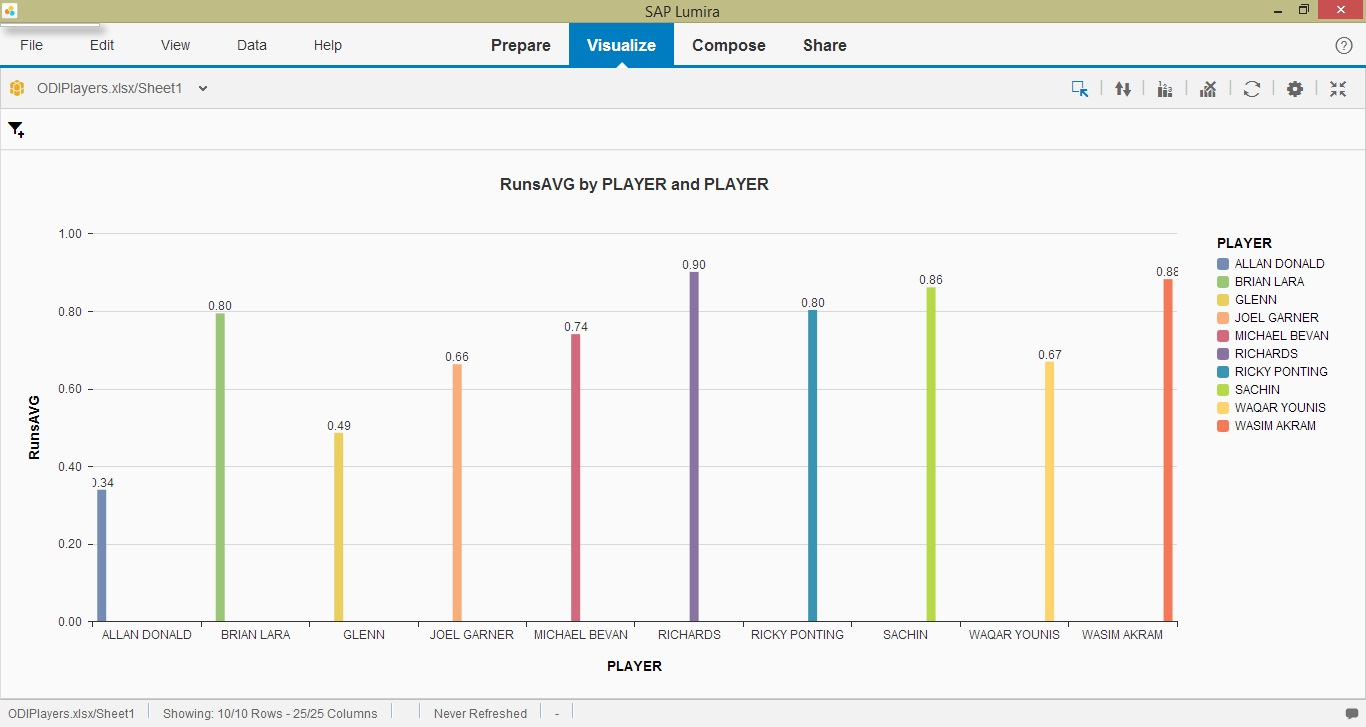 SAP Lumira
File Edit View Data Help Prepare Visualize Compose Share
ODIPlayers.xlsx/Sheet1
RunsAVG by PLAYER and PLAYER
RunsAVG
1.00
0.80
0.60
0.40
0.20
0.00
0.34
0.80
0.49
0.66
0.74
0.90
0.80
0.86
0.67
0.88
ALLAN DONALD BRIAN LARA GLENN JOEL GARNER MICHAEL BEVAN RICHARDS RICKY PONTING SACHIN WAQAR YOUNIS WASIM AKRAM
PLAYER
PLAYER
ALLAN DONALD
BRIAN LARA
GLENN
JOEL GARNER
MICHAEL BEVAN
RICHARDS
RICKY PONTING
SACHIN
WAQAR YOUNIS
WASIM AKRAM
ODIPlayers.xlsx/Sheet1 Showing: 10/10 Rows - 25/25 Columns Never Refreshed -